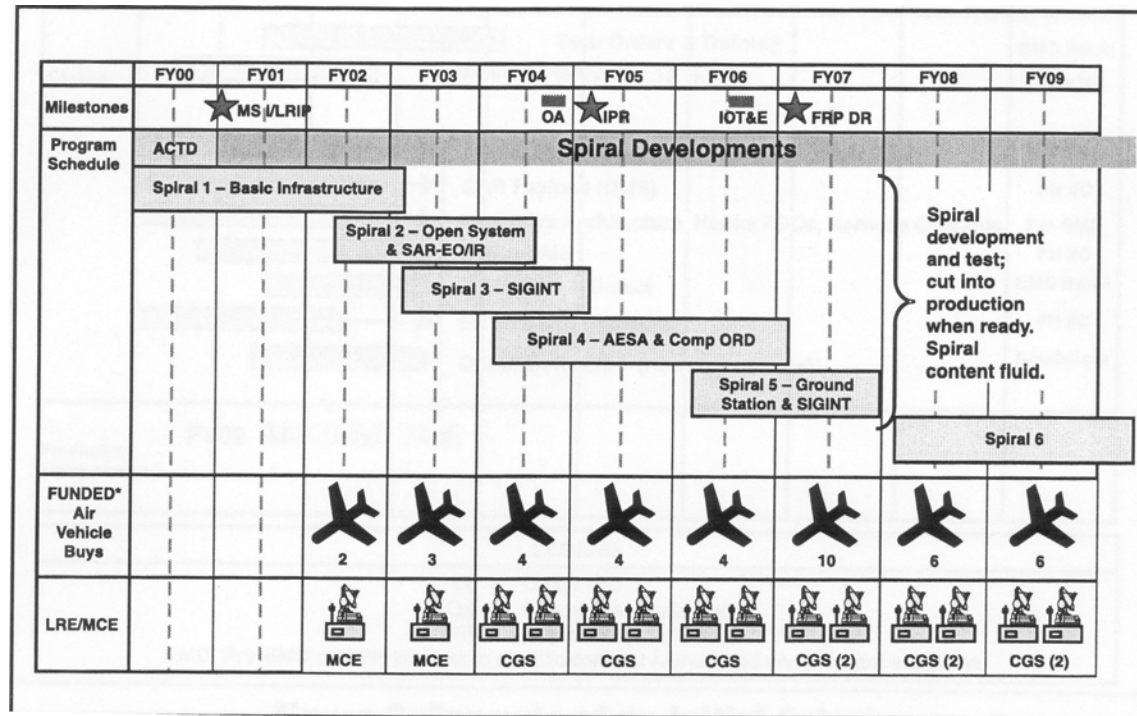 FY00 FY01 FY02 FY03 FY04 FY05 FY06 FY07 FY08 FY09
Milestones
MS I/LRIP
OA
IPR
IOT&E
FRP DR
Program
Schedule
ACTD
Spiral Developments
Spiral 1 – Basic Infrastructure
Spiral 2 – Open System
& SAR-EO/IR
Spiral 3 – SIGINT
Spiral 4 – AESA & Comp ORD
Spiral 5 – Ground
Station & SIGINT
Spiral 6
Spiral
development
and test;
cut into
production
when ready.
Spiral
content fluid.
FUNDED*
Air
Vehicle
Buys
2 3 4 4 4 10 6 6
LRE/MCE
MCE MCE CGS CGS CGS CGS (2) CGS (2) CGS (2)